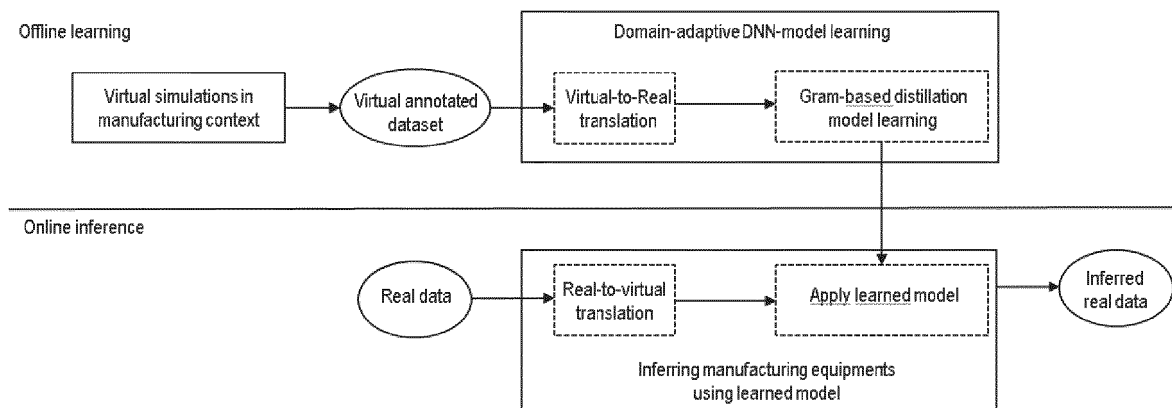 Offline learning
Domain-adaptive DNN-model learning
Virtual simulations in
manufacturing context
Virtual annotated
dataset
Virtual-to-Real
translation
Gram-based distillation
model learning
Online inference
Real data
Real-to-virtual
translation
Apply learned model
Inferred
real data
Inferring manufacturing equipments
using learned model